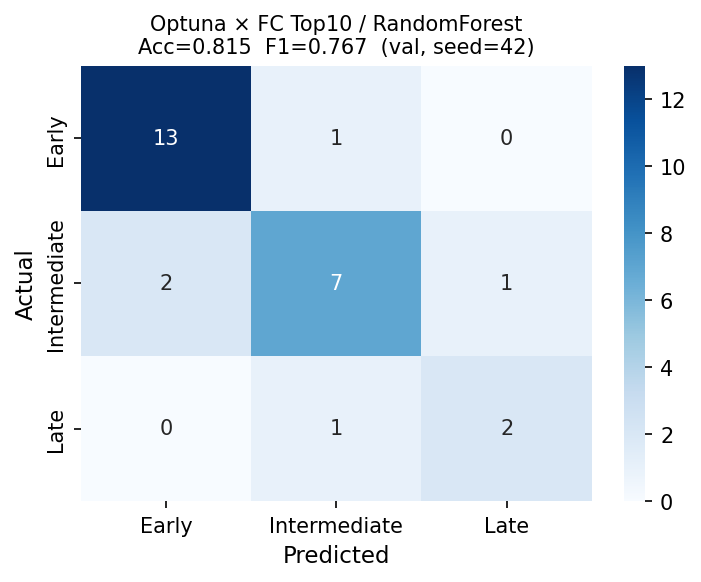 Optuna × FC Top10 / RandomForest
Acc=0.815  F1=0.767  (val, seed=42)
Actual
Early
Intermediate
Late
13 1 0
2 7 1
0 1 2
Early Intermediate Late
Predicted
12
10
8
6
4
2
0